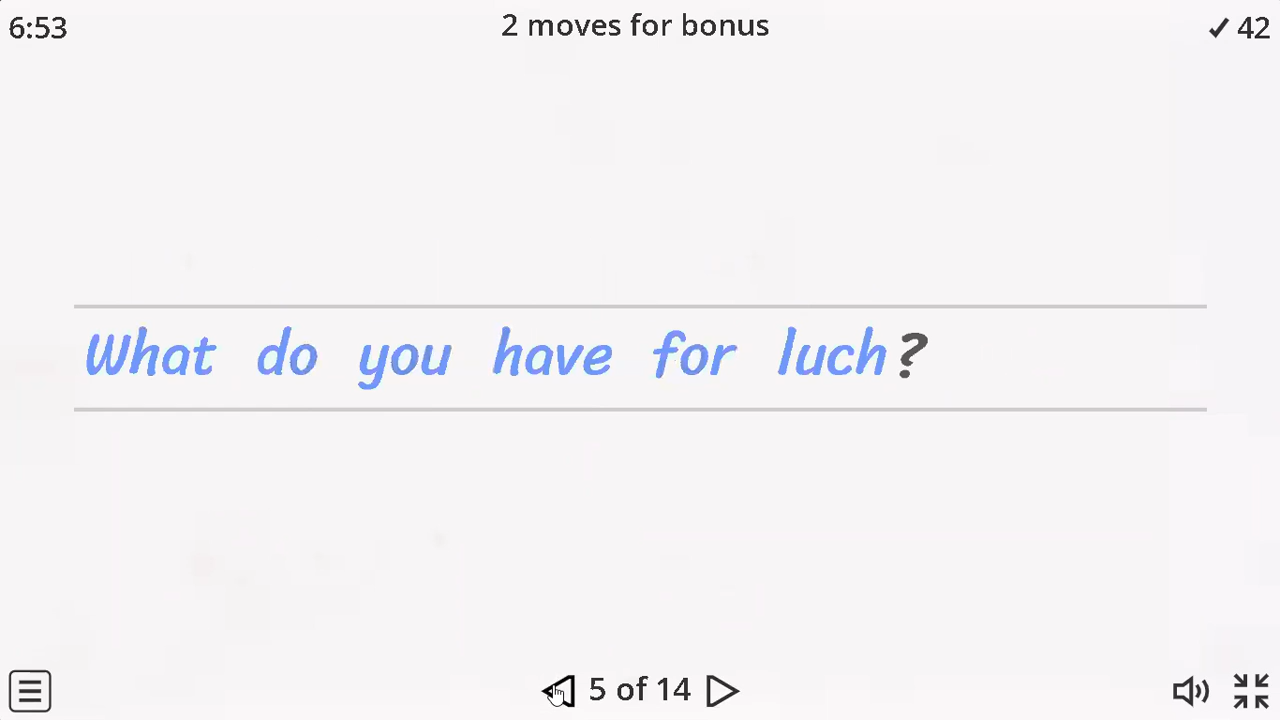 6:53
2 moves for bonus
✓ 42
What do you have for luch?
5 of 14